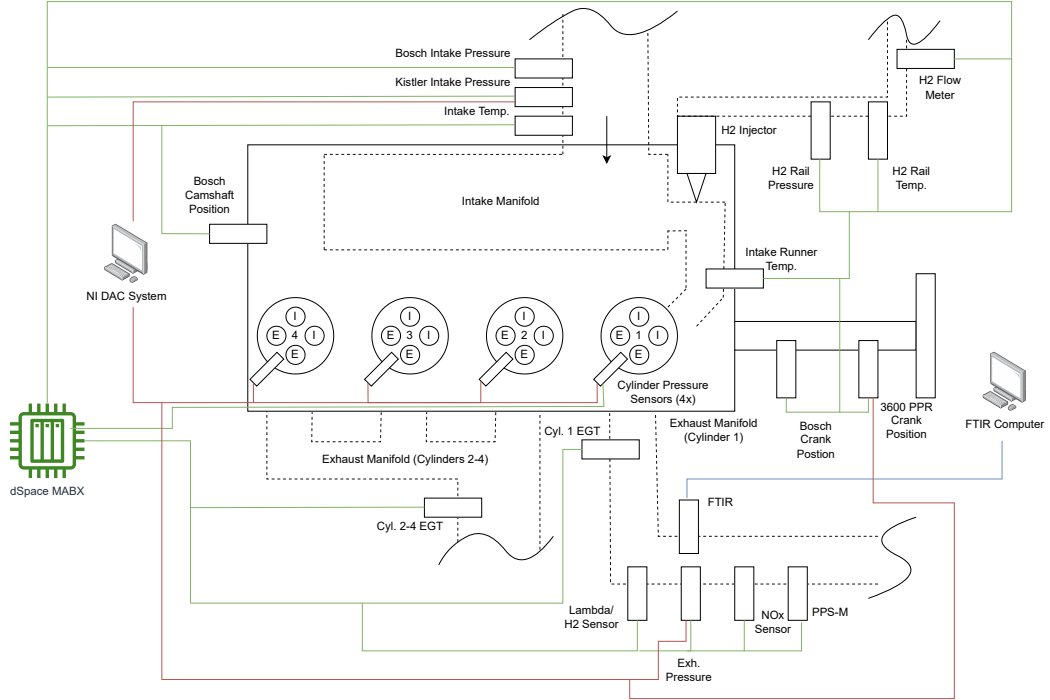 Bosch Intake Pressure
Kistler Intake Pressure
Intake Temp.
H2 Flow
Meter
H2 Injector
H2 Rail
Pressure
H2 Rail
Temp.
Bosch
Camshaft
Position
Intake Manifold
Intake Runner
Temp.
NI DAC System
I
E
4
I
E
I
E
3
I
E
I
E
2
I
E
I
E
1
I
E
Cylinder Pressure
Sensors (4x)
3600 PPR
Crank
Position
Bosch
Crank
Postion
FTIR Computer
Exhaust Manifold
(Cylinder 1)
Cyl. 1 EGT
Exhaust Manifold (Cylinders 2-4)
dSpace MABX
Cyl. 2-4 EGT
FTIR
Lambda/
H2 Sensor
NOx
Sensor
PPS-M
Exh.
Pressure